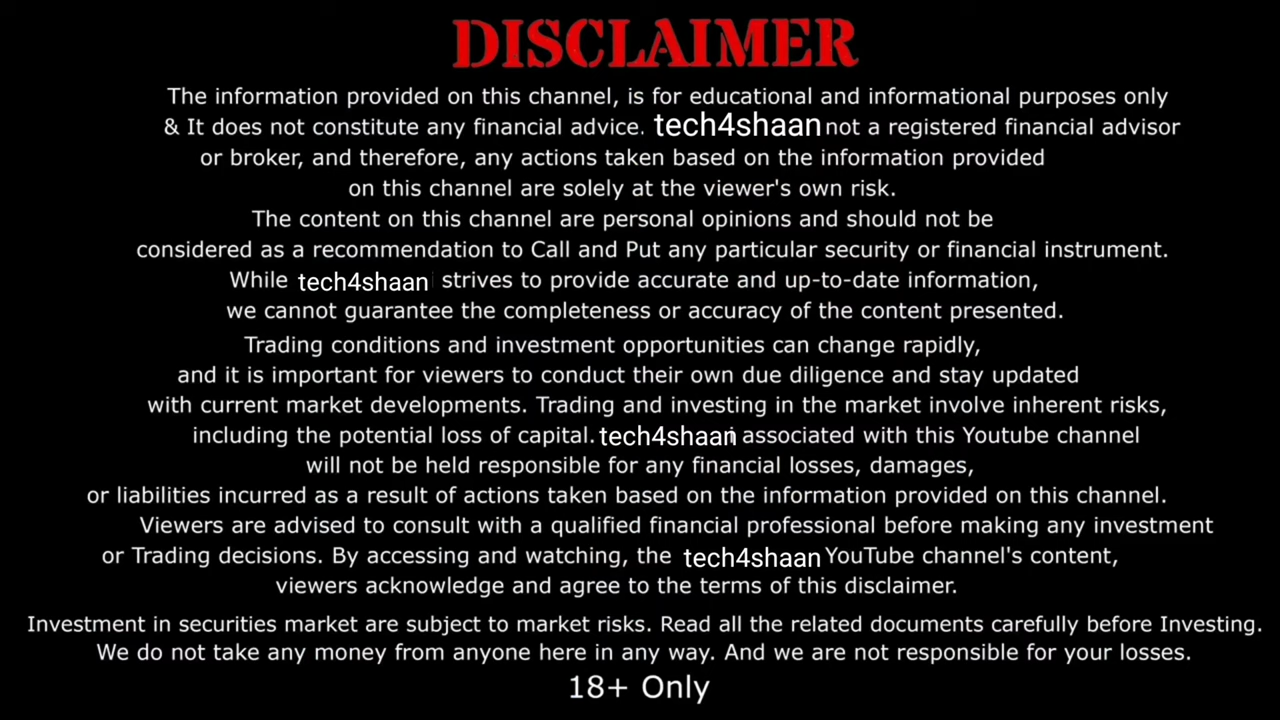 DISCLAIMER
The information provided on this channel, is for educational and informational purposes only
& It does not constitute any financial advice. tech4shaan not a registered financial advisor
or broker, and therefore, any actions taken based on the information provided
on this channel are solely at the viewer's own risk.
The content on this channel are personal opinions and should not be
considered as a recommendation to Call and Put any particular security or financial instrument.
While tech4shaan strives to provide accurate and up-to-date information,
we cannot guarantee the completeness or accuracy of the content presented.
Trading conditions and investment opportunities can change rapidly,
and it is important for viewers to conduct their own due diligence and stay updated
with current market developments. Trading and investing in the market involve inherent risks,
including the potential loss of capital. tech4shaan associated with this Youtube channel
will not be held responsible for any financial losses, damages,
or liabilities incurred as a result of actions taken based on the information provided on this channel.
Viewers are advised to consult with a qualified financial professional before making any investment
or Trading decisions. By accessing and watching, the tech4shaan YouTube channel's content,
viewers acknowledge and agree to the terms of this disclaimer.
Investment in securities market are subject to market risks. Read all the related documents carefully before Investing.
We do not take any money from anyone here in any way. And we are not responsible for your losses.
18+ Only